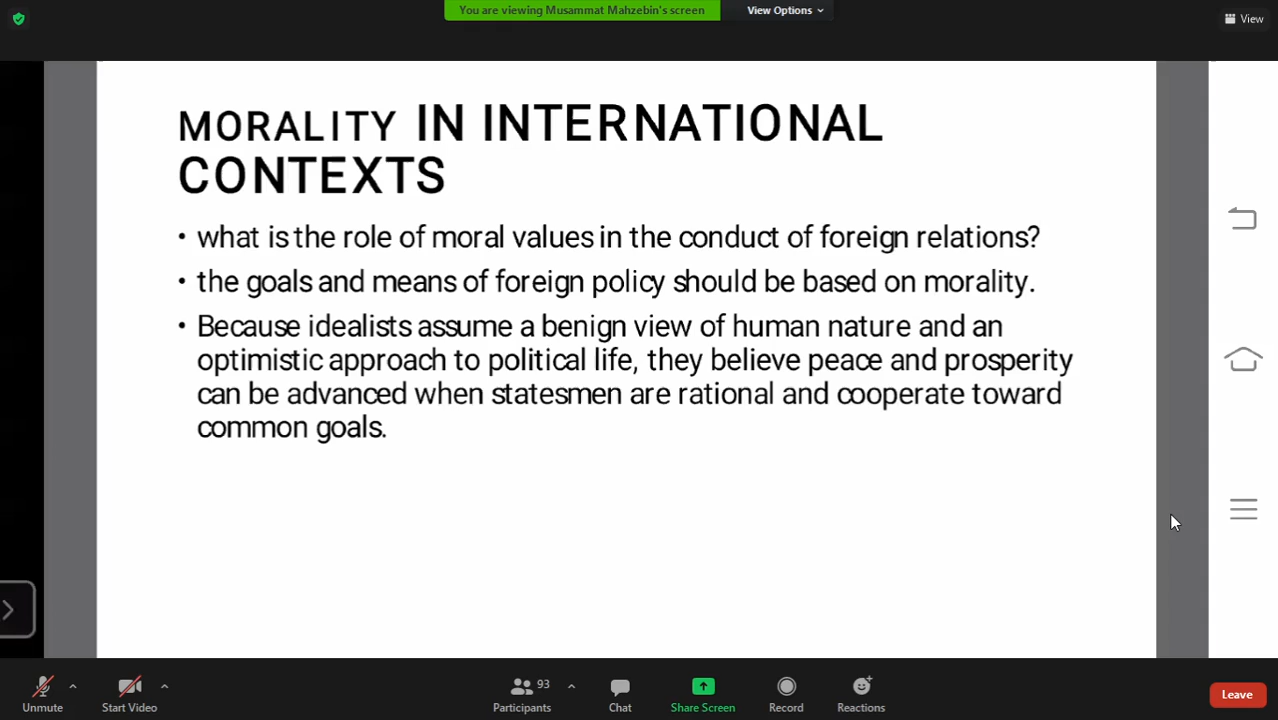 You are viewing Musammat Mahzebin's screen
View Options
View
MORALITY IN INTERNATIONAL
CONTEXTS
• what is the role of moral values in the conduct of foreign relations?
• the goals and means of foreign policy should be based on morality.
• Because idealists assume a benign view of human nature and an
optimistic approach to political life, they believe peace and prosperity
can be advanced when statesmen are rational and cooperate toward
common goals.
Unmute
Start Video
93
Participants
Chat
Share Screen
Record
Reactions
Leave